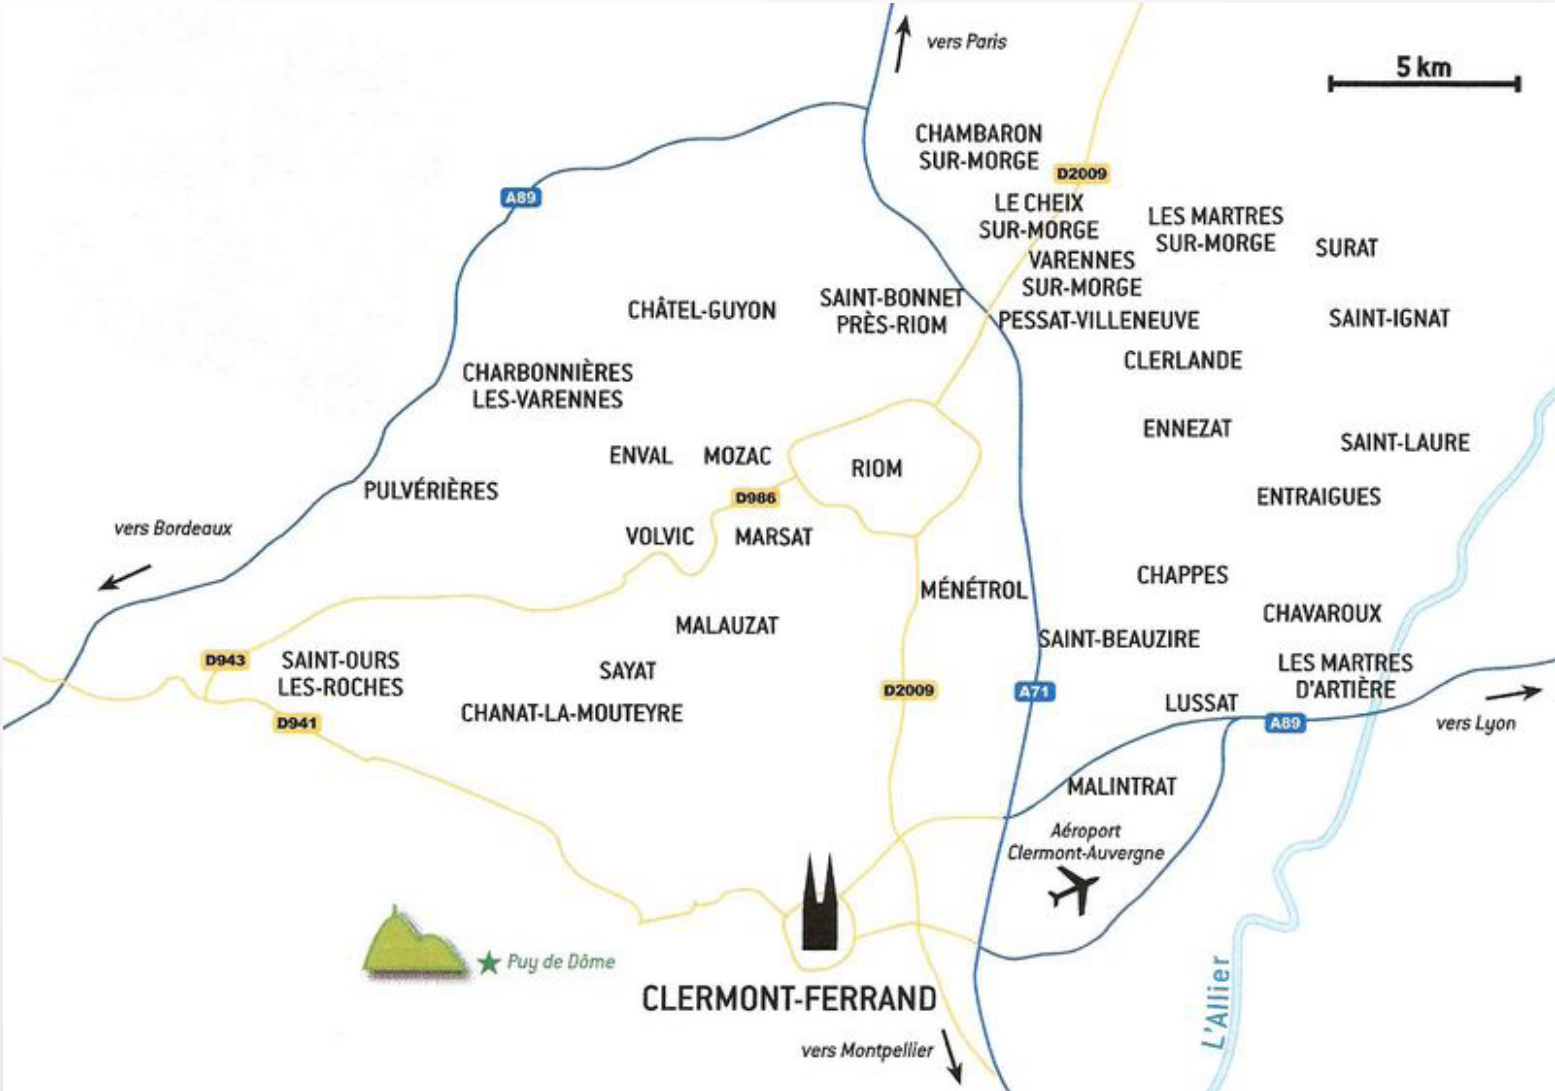 vers Paris
5 km
CHAMBARON
SUR-MORGE
D2009
A89
LE CHEIX
SUR-MORGE
LES MARTRES
SUR-MORGE
SURAT
VARENNES
SUR-MORGE
CHÂTEL-GUYON
SAINT-BONNET
PRÈS-RIOM
PESSAT-VILLENEUVE
SAINT-IGNAT
CLERLANDE
CHARBONNIÈRES
LES-VARENNES
ENNEZAT
SAINT-LAURE
ENVAL
MOZAC
RIOM
PULVÉRIÈRES
D986
ENTRAIGUES
vers Bordeaux
VOLVIC
MARSAT
CHAPPES
MÉNÉTROL
CHAVAROUX
MALAUZAT
SAINT-BEAUZIRE
D943
SAINT-OURS
LES-ROCHES
SAYAT
LES MARTRES
D'ARTIÈRE
D2009
A71
LUSSAT
CHANAT-LA-MOUTEYRE
D941
A89
vers Lyon
MALINTRAT
Aéroport
Clermont-Auvergne
Puy de Dôme
CLERMONT-FERRAND
L'Allier
vers Montpellier